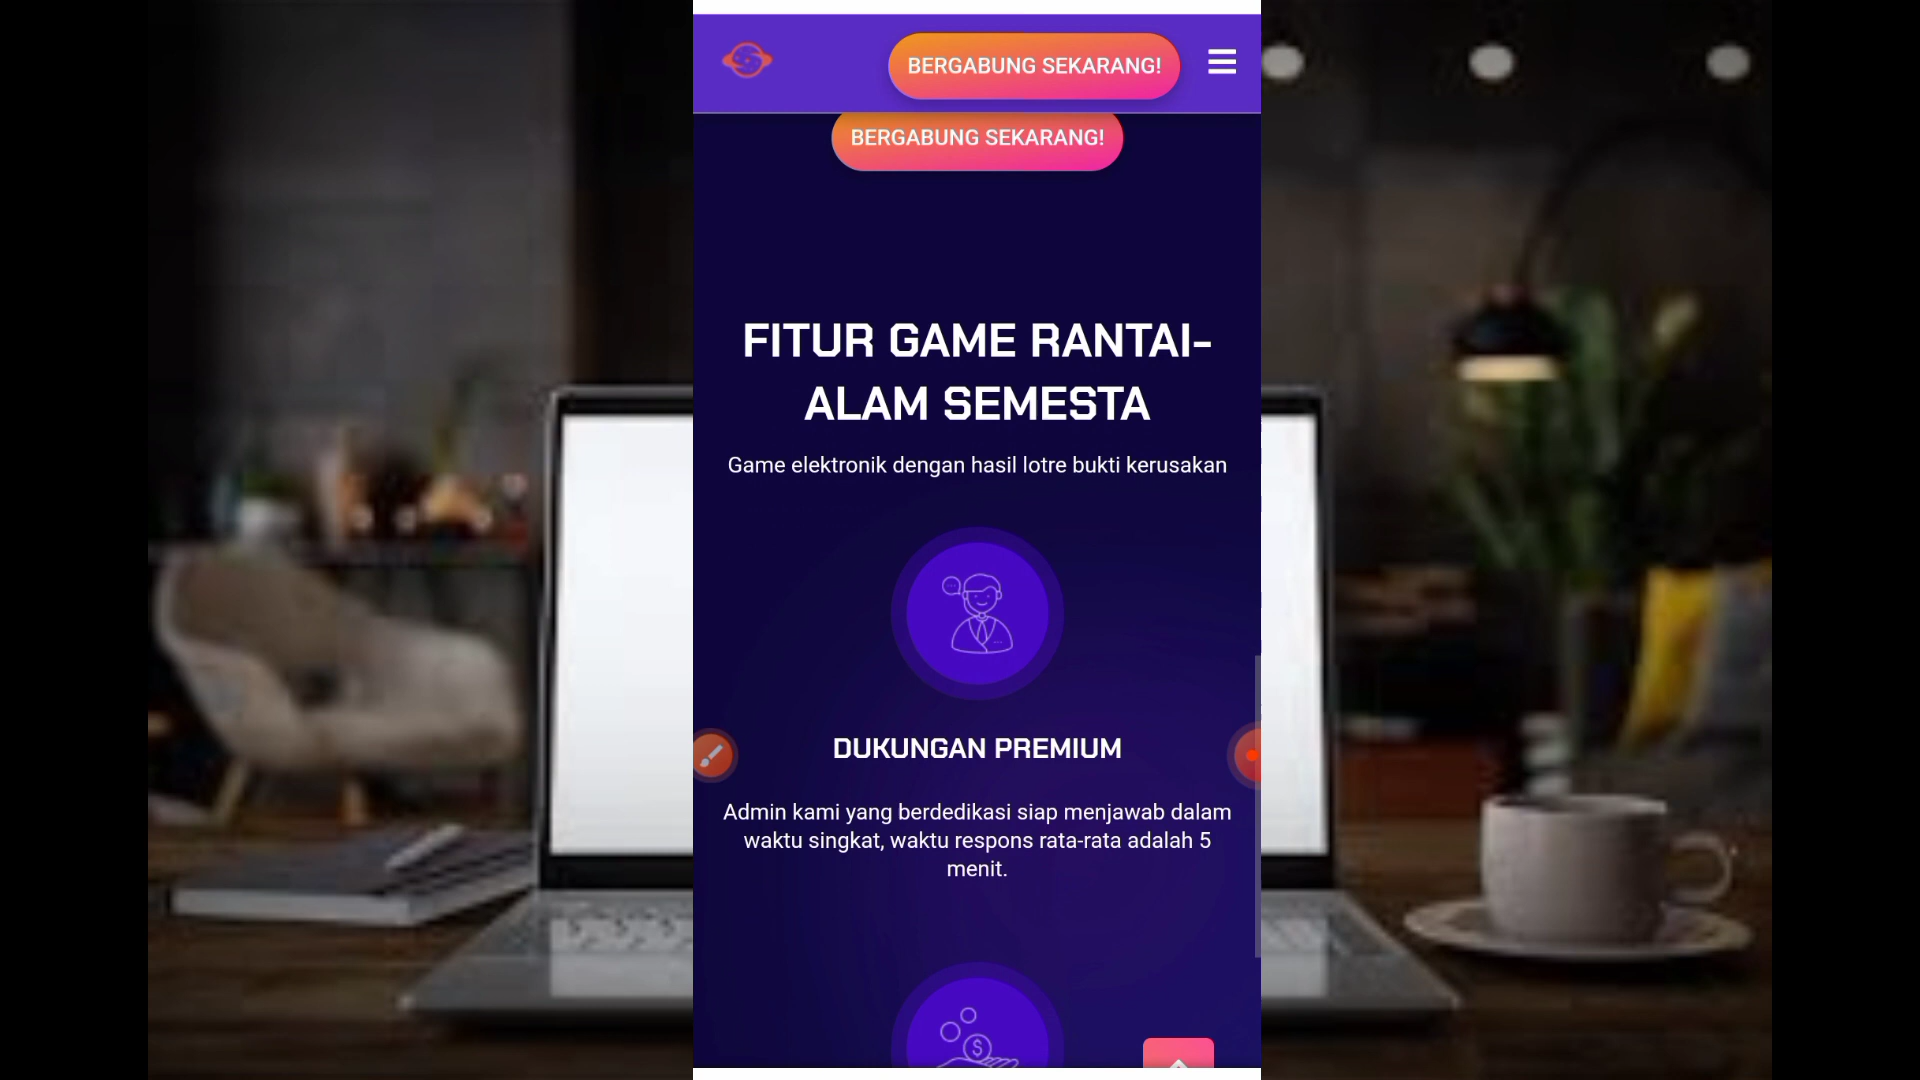 BERGABUNG SEKARANG!
BERGABUNG SEKARANG!
FITUR GAME RANTAI-
ALAM SEMESTA
Game elektronik dengan hasil lotre bukti kerusakan
DUKUNGAN PREMIUM
Admin kami yang berdedikasi siap menjawab dalam
waktu singkat, waktu respons rata-rata adalah 5
menit.
$